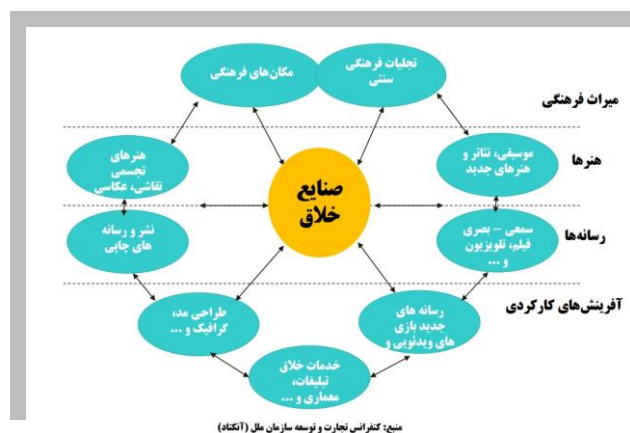 تجلیات فرهنگی
سنتی
مکان‌های فرهنگی
میراث فرهنگی
موسیقی، تئاتر و
هنرهای جدید
هنرهای
تجسمی
نقاشی، عکاسی
هنرها
صنایع
خلاق
رسانه‌ها
سمعی – بصری
فیلم، تلویزیون
و ...
نشر و رسانه
های چاپی
آفرینش‌های کارکردی
رسانه های
جدید بازی
های ویدئویی و
طراحی مد،
گرافیک و ...
خدمات خلاق
تبلیغات،
معماری و ...
منبع: کنفرانس تجارت و توسعه سازمان ملل (آنکتاد)